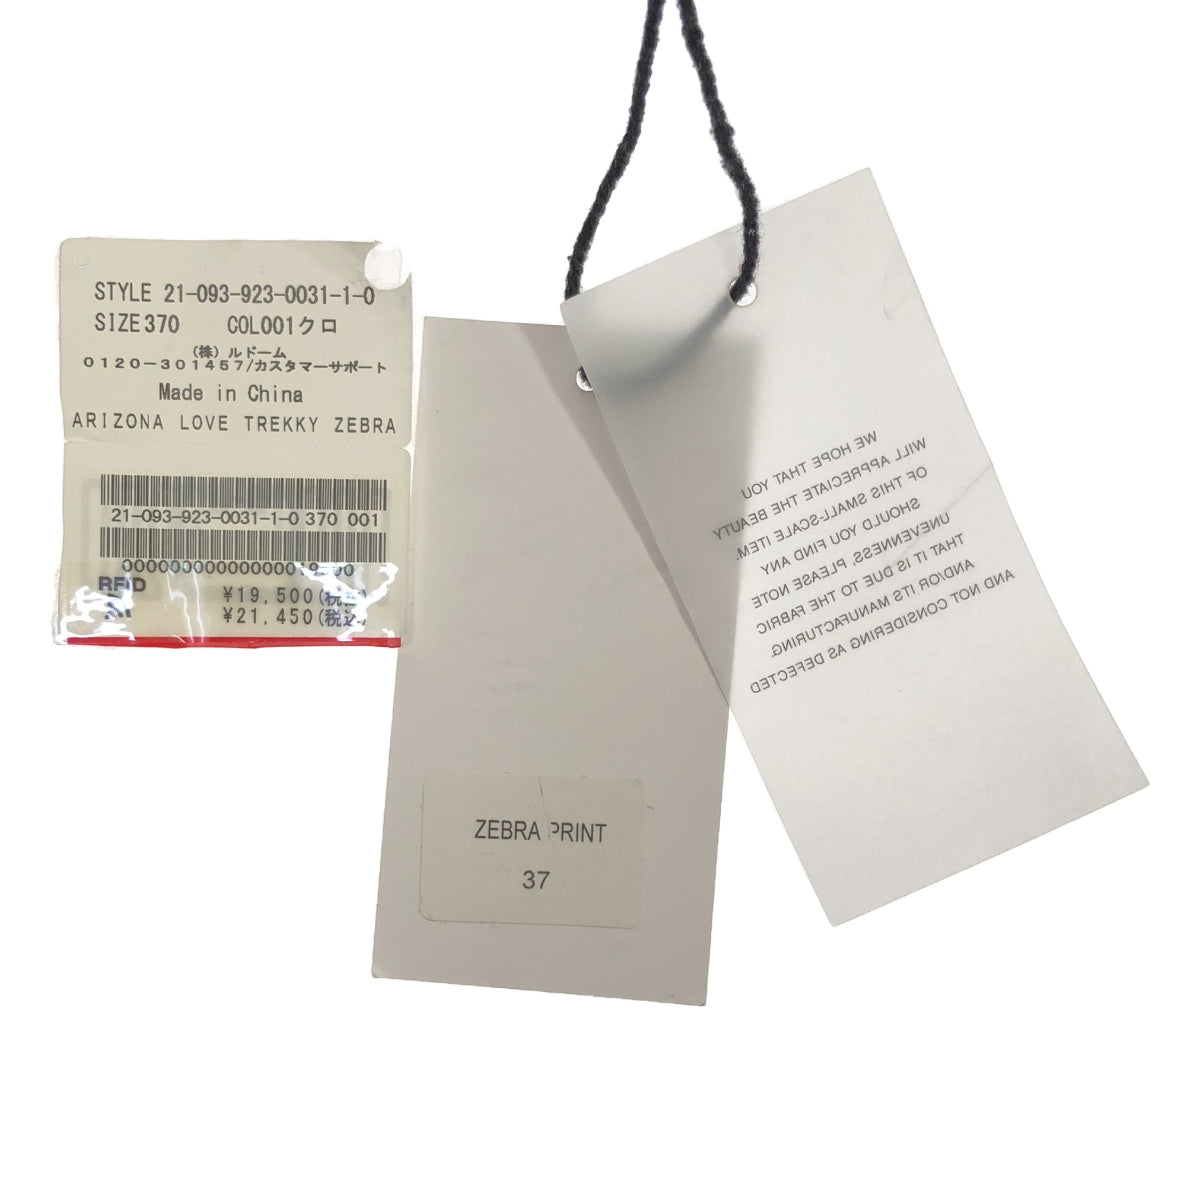 STYLE 21-093-923-0031-1-0
SIZE370 COL001クロ
(株)ルドーム
0120-301457/カスタマーサポート
Made in China
ARIZONA LOVE TREKKY ZEBRA
21-093-923-0031-1-0 370 001
RFID
¥19,500(税
¥21,450(税込)
ZEBRA PRINT
37
WE HOPE THAT YOU
WILL APPRECIATE THE BEAUTY
OF THIS SMALL-SCALE ITEM.
SHOULD YOU FIND ANY
UNEVENNESS, PLEASE NOTE
THAT IT IS DUE TO THE FABRIC
AND/OR ITS MANUFACTURING.
AND NOT CONSIDERING AS DEFECTED